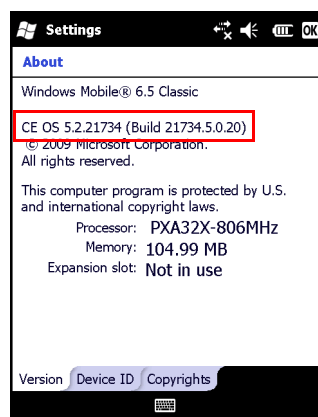 Settings
OK
About
Windows Mobile® 6.5 Classic
CE OS 5.2.21734 (Build 21734.5.0.20)
© 2009 Microsoft Corporation.
All rights reserved.
This computer program is protected by U.S.
and international copyright laws.
Processor: PXA32X-806MHz
Memory: 104.99 MB
Expansion slot: Not in use
Version Device ID Copyrights